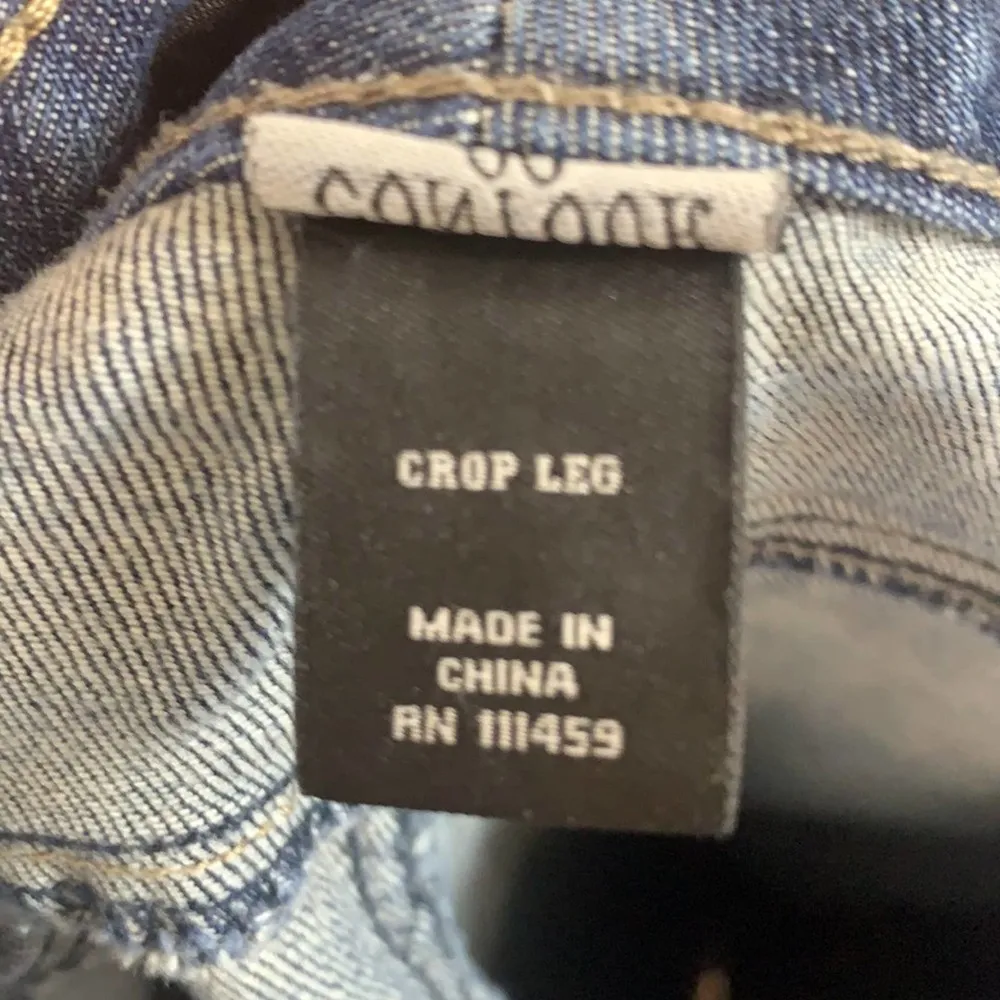 CROP LEG
MADE IN
CHINA
RN 111459